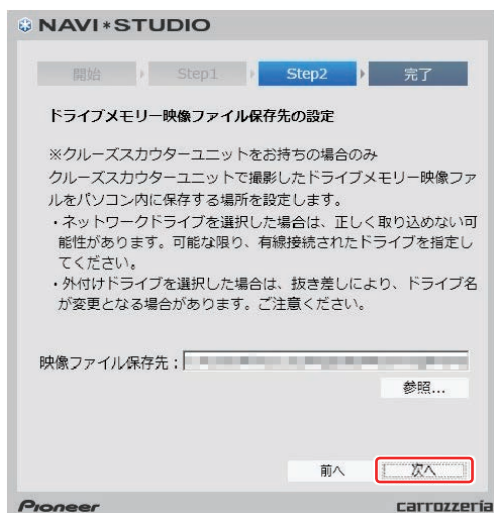 NAVI*STUDIO
開始 Step1 Step2 完了
ドライブメモリー映像ファイル保存先の設定
※クルーズスカウターユニットをお持ちの場合のみ
クルーズスカウターユニットで撮影したドライブメモリー映像ファ
ルをパソコン内に保存する場所を設定します。
・ネットワークドライブを選択した場合は、正しく取り込めない可
能性があります。可能な限り、有線接続されたドライブを指定し
てください。
・外付けドライブを選択した場合は、抜き差しにより、ドライブ名
が変更となる場合があります。ご注意ください。
映像ファイル保存先：
参照...
前へ 次へ
Pioneer carrozzeria